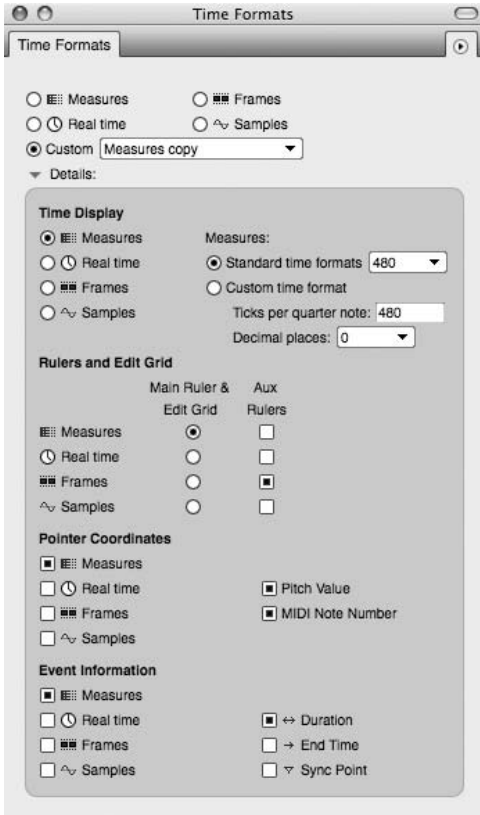 Time Formats
Time Formats
Measures Frames
Real time Samples
Custom Measures copy
Details:
Time Display
Measures Measures:
Real time Standard time formats 480
Frames Custom time format
Samples Ticks per quarter note: 480
Decimal places: 0
Rulers and Edit Grid
Main Ruler & Aux
Edit Grid Rulers
Measures
Real time
Frames
Samples
Pointer Coordinates
Measures
Real time Pitch Value
Frames MIDI Note Number
Samples
Event Information
Measures
Real time Duration
Frames End Time
Samples Sync Point